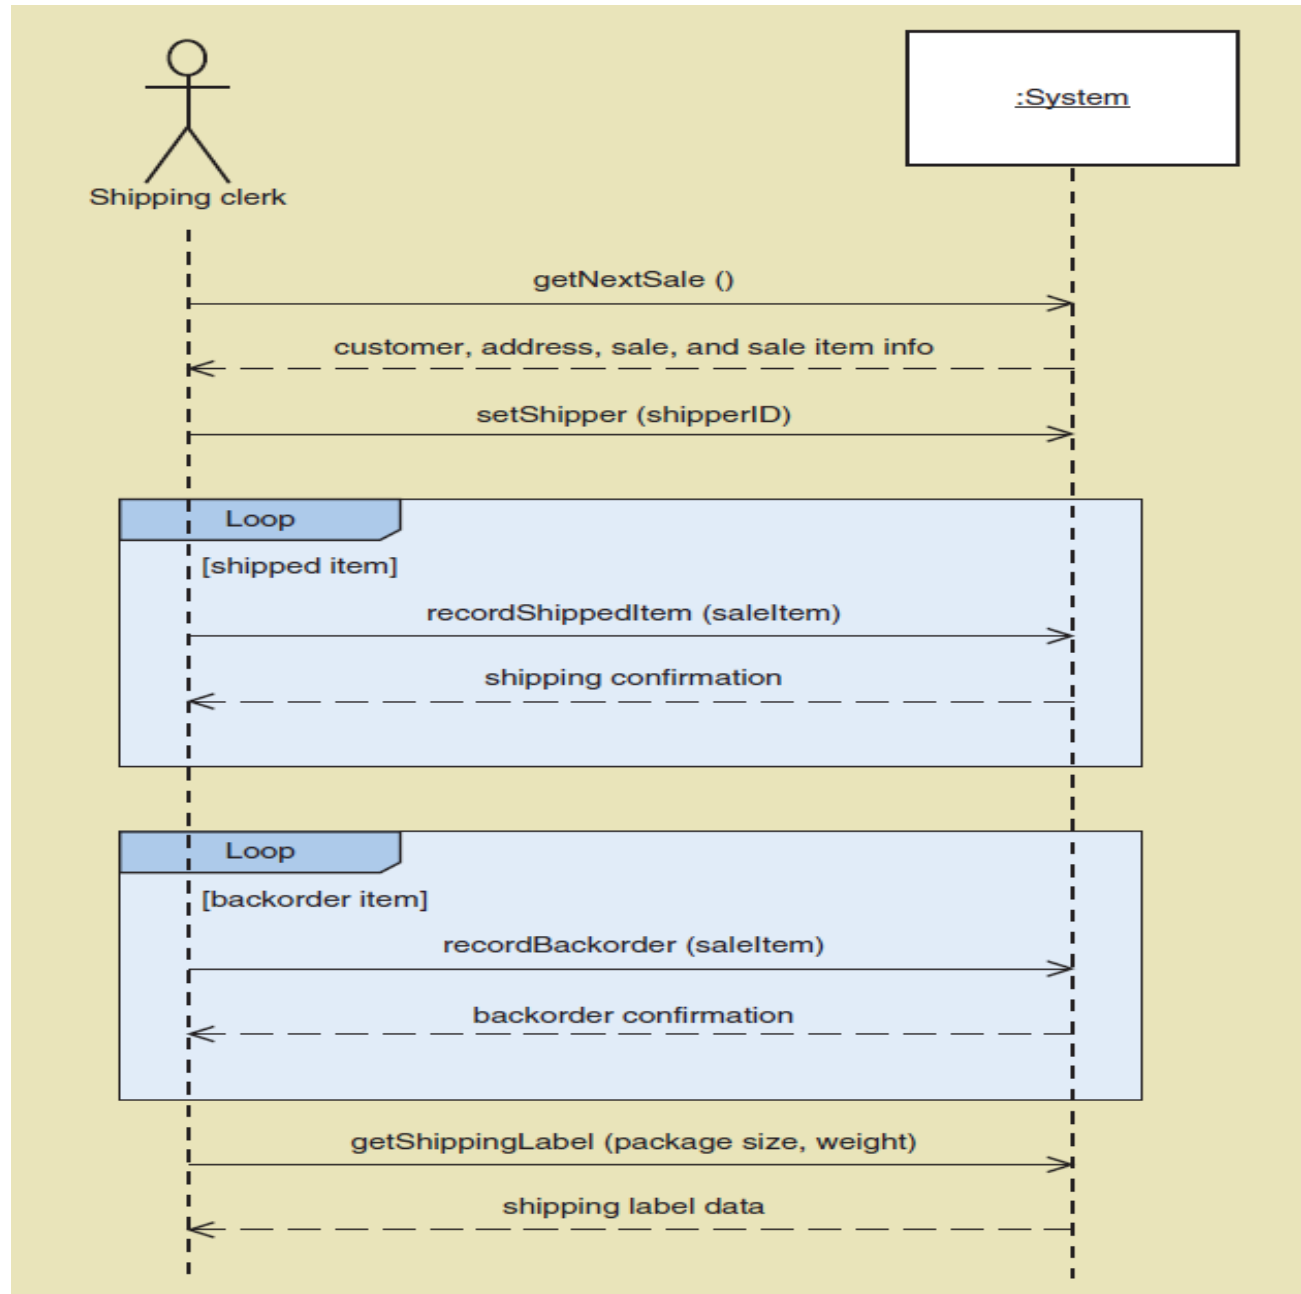 :System
Shipping clerk
getNextSale ()
customer, address, sale, and sale item info
setShipper (shipperID)
Loop
[shipped item]
recordShippedItem (saleItem)
shipping confirmation
Loop
[backorder item]
recordBackorder (saleItem)
backorder confirmation
getShippingLabel (package size, weight)
shipping label data